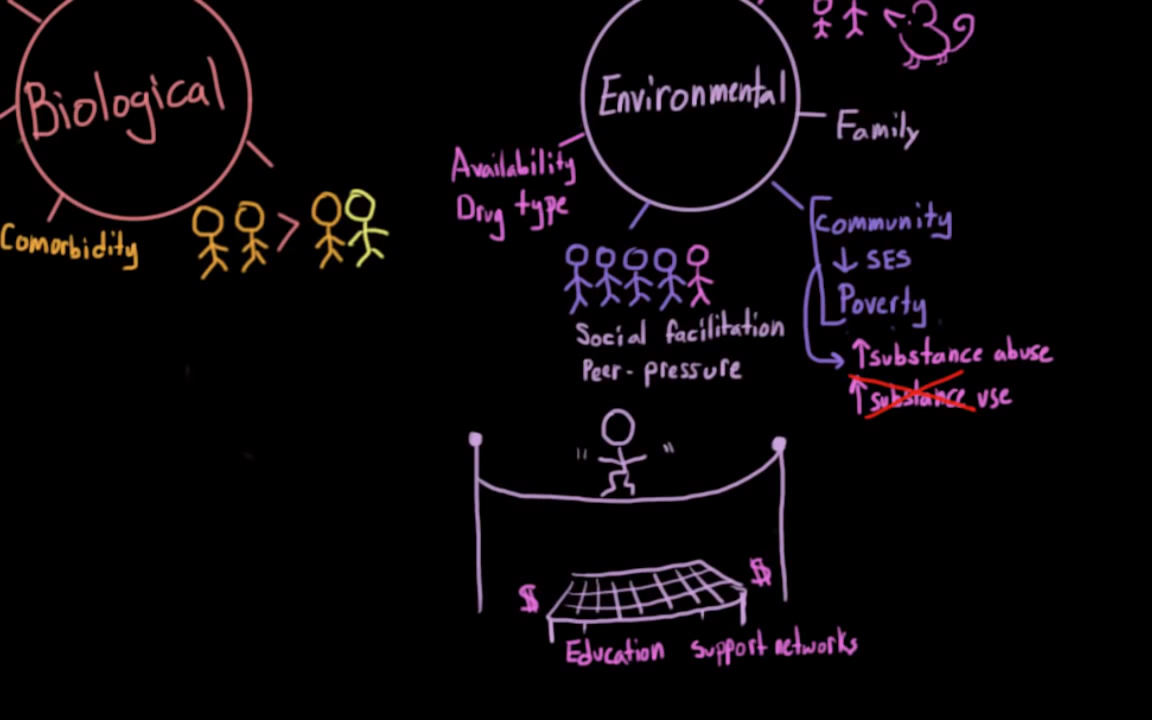 Biological
Comorbidity
>
Environmental
Availability
Drug type
Family
Community
↓ SES
Poverty
↑substance abuse
↑substance use
Social facilitation
Peer-pressure
$ $
Education support networks